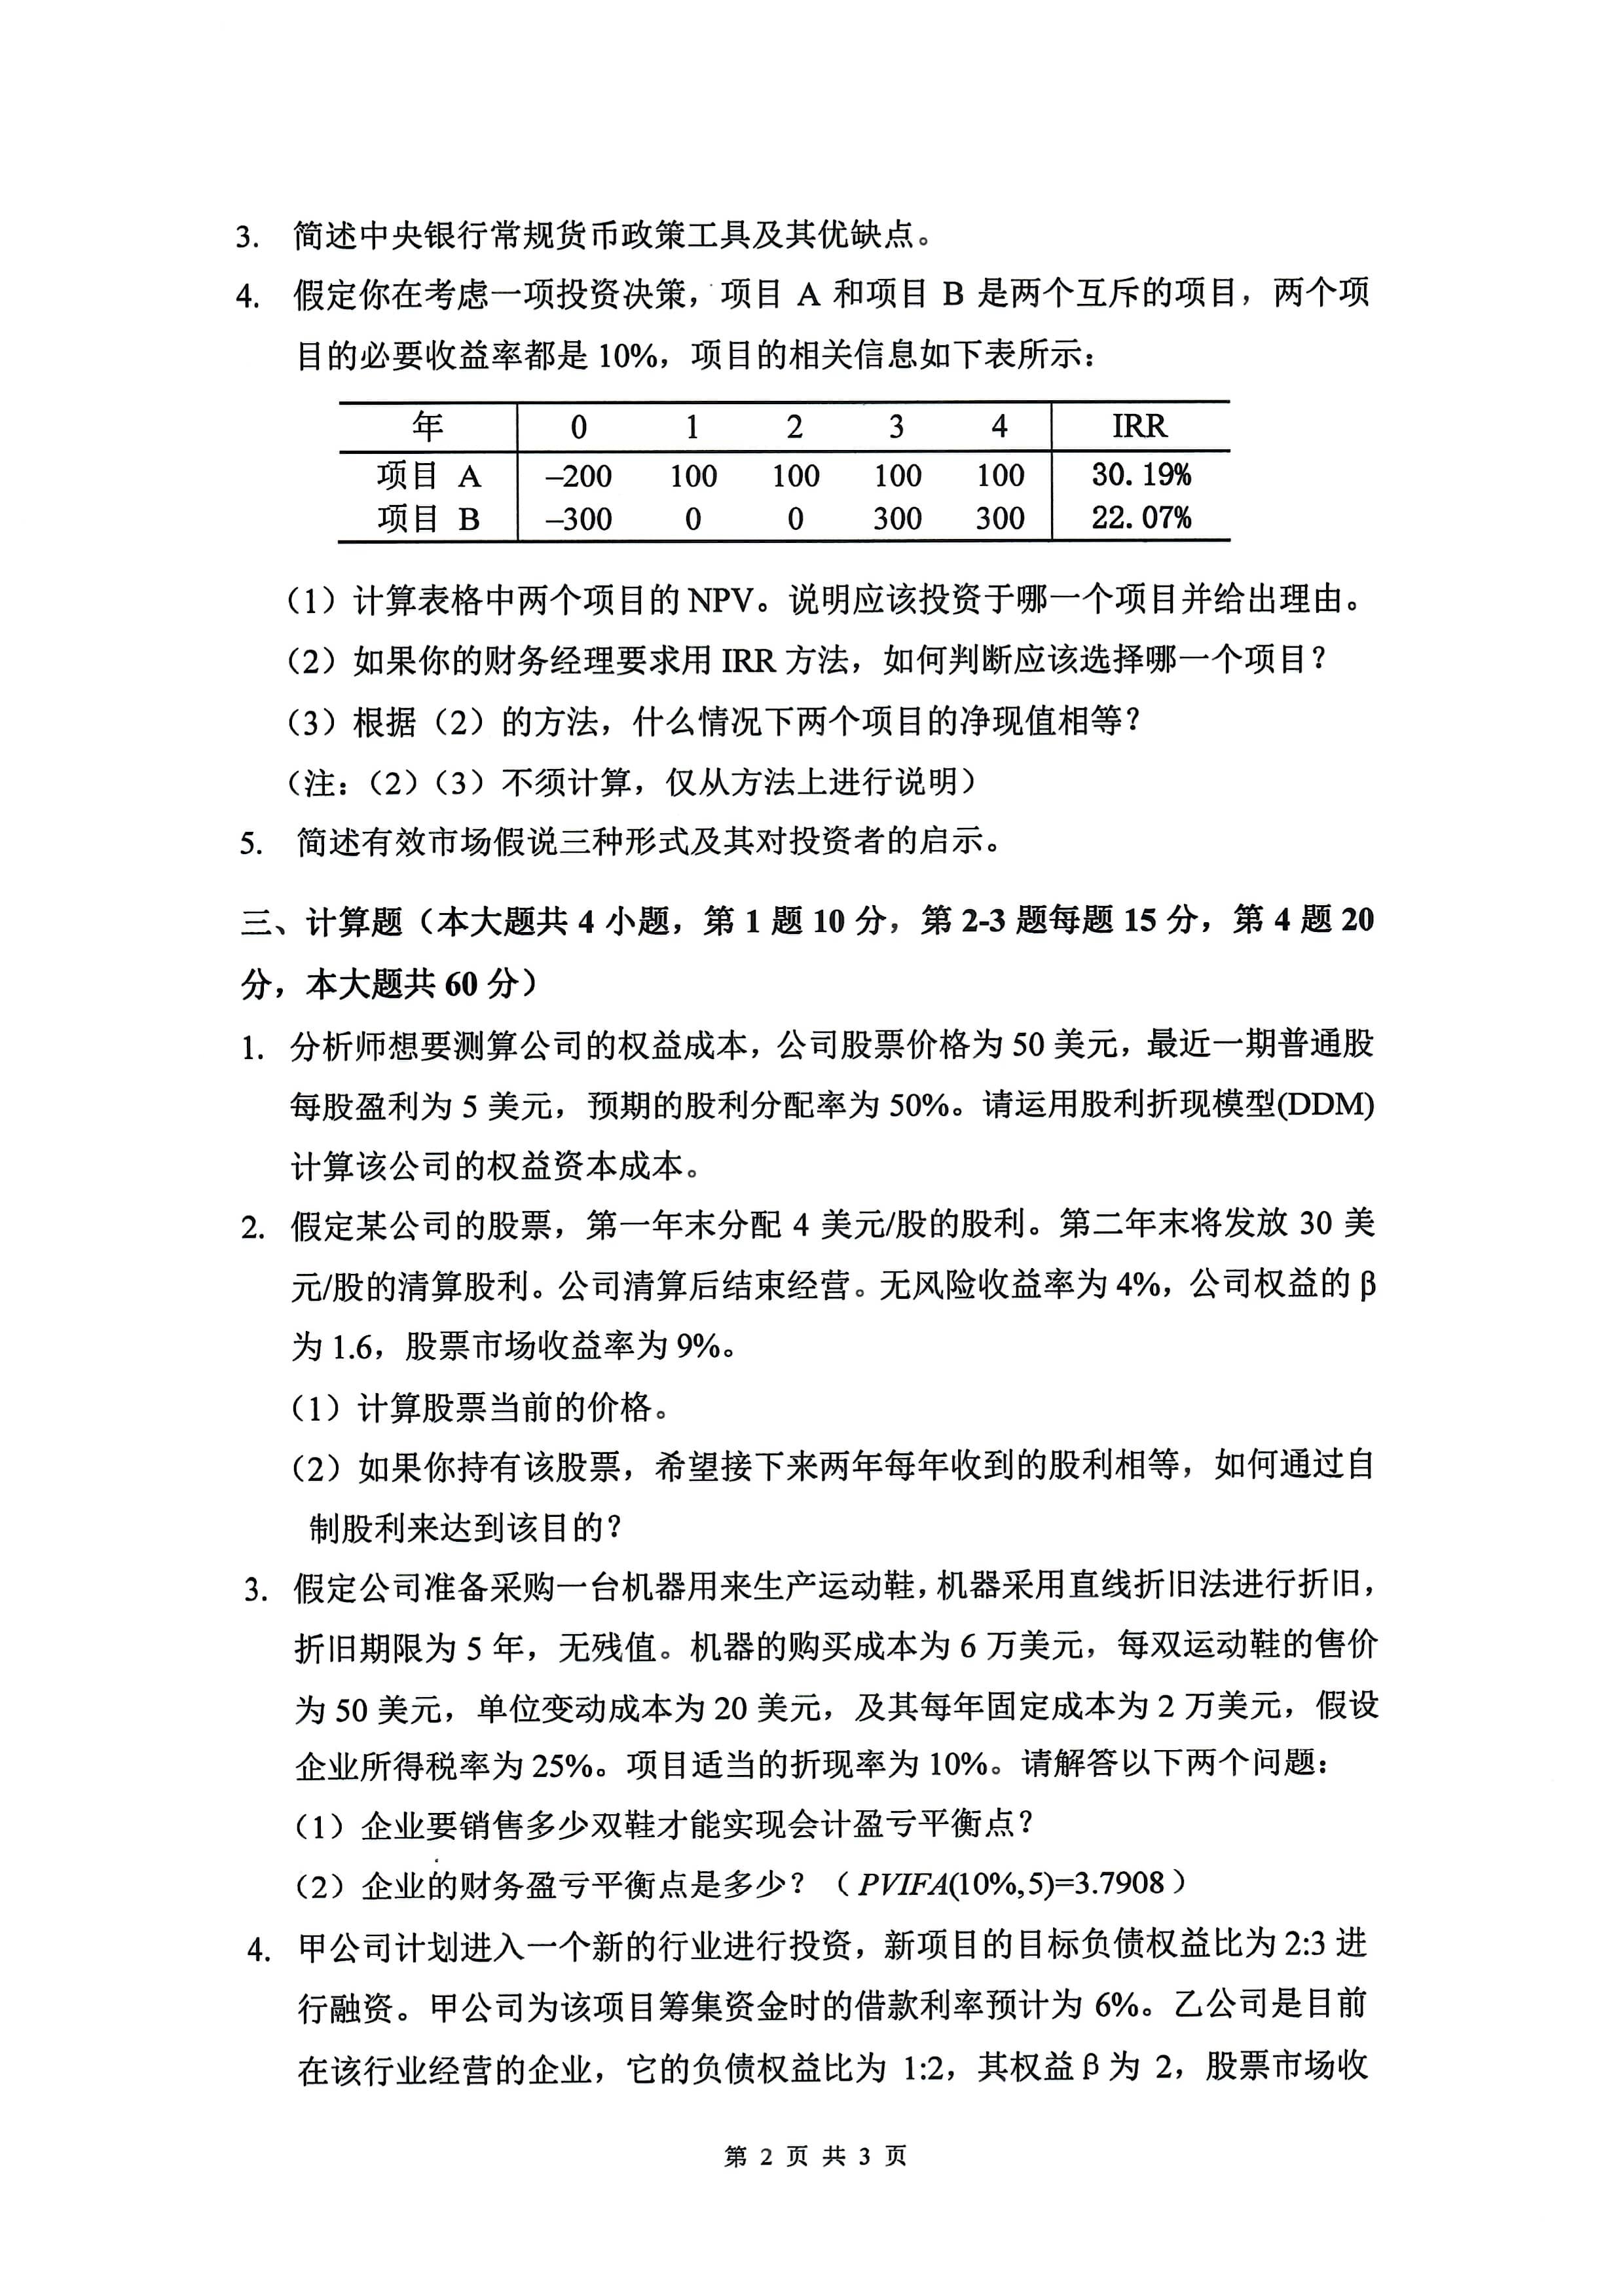 3. 简述中央银行常规货币政策工具及其优缺点。
4. 假定你在考虑一项投资决策，项目 A 和项目 B 是两个互斥的项目，两个项
目的必要收益率都是 10%，项目的相关信息如下表所示：
年 0 1 2 3 4 IRR
项目 A –200 100 100 100 100 30.19%
项目 B –300 0 0 300 300 22.07%
（1）计算表格中两个项目的 NPV。说明应该投资于哪一个项目并给出理由。
（2）如果你的财务经理要求用 IRR 方法，如何判断应该选择哪一个项目？
（3）根据（2）的方法，什么情况下两个项目的净现值相等？
（注：（2）（3）不须计算，仅从方法上进行说明）
5. 简述有效市场假说三种形式及其对投资者的启示。
三、计算题（本大题共 4 小题，第 1 题 10 分，第 2-3 题每题 15 分，第 4 题 20
分，本大题共 60 分）
1. 分析师想要测算公司的权益成本，公司股票价格为 50 美元，最近一期普通股
每股盈利为 5 美元，预期的股利分配率为 50%。请运用股利折现模型(DDM)
计算该公司的权益资本成本。
2. 假定某公司的股票，第一年末分配 4 美元/股的股利。第二年末将发放 30 美
元/股的清算股利。公司清算后结束经营。无风险收益率为 4%，公司权益的 β
为 1.6，股票市场收益率为 9%。
（1）计算股票当前的价格。
（2）如果你持有该股票，希望接下来两年每年收到的股利相等，如何通过自
制股利来达到该目的？
3. 假定公司准备采购一台机器用来生产运动鞋，机器采用直线折旧法进行折旧，
折旧期限为 5 年，无残值。机器的购买成本为 6 万美元，每双运动鞋的售价
为 50 美元，单位变动成本为 20 美元，及其每年固定成本为 2 万美元，假设
企业所得税率为 25%。项目适当的折现率为 10%。请解答以下两个问题：
（1）企业要销售多少双鞋才能实现会计盈亏平衡点？
（2）企业的财务盈亏平衡点是多少？（PVIFA(10%,5)=3.7908）
4. 甲公司计划进入一个新的行业进行投资，新项目的目标负债权益比为 2:3 进
行融资。甲公司为该项目筹集资金时的借款利率预计为 6%。乙公司是目前
在该行业经营的企业，它的负债权益比为 1:2，其权益 β 为 2，股票市场收
第 2 页 共 3 页